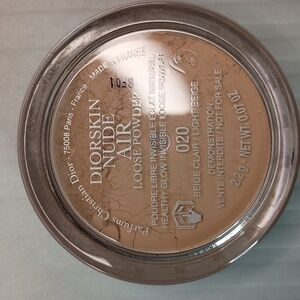 Parfums Christian Dior - 75008 Paris - France - MADE IN FRANCE
DIORSKIN
NUDE
AIR
LOOSE POWDER
POUDRE LIBRE INVISIBLE ÉCLAT NATUREL
HEALTHY GLOW INVISIBLE LOOSE POWDER
020
BEIGE CLAIR / LIGHT BEIGE
DEMONSTRATION
VENTE INTERDITE/NOT FOR SALE
2.2g NET WT. 0.07 OZ